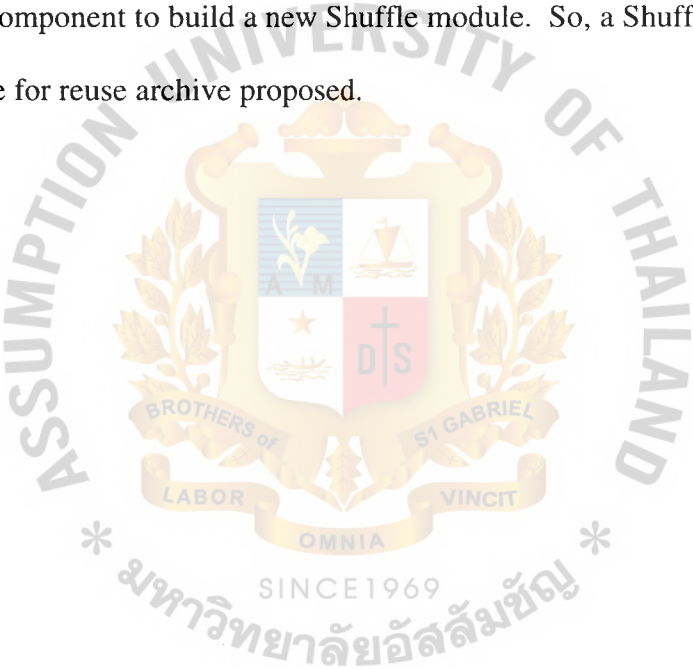 omponent to build a new Shuffle module. So, a Shuff
e for reuse archive proposed.
ASSUMPTION UNIVERSITY OF THAILAND
A M
D S
BROTHERS of
ST GABRIEL
LABOR
OMNIA
VINCIT
SINCE1969
* มหาวิทยาลัยอัสสัมชัญ *